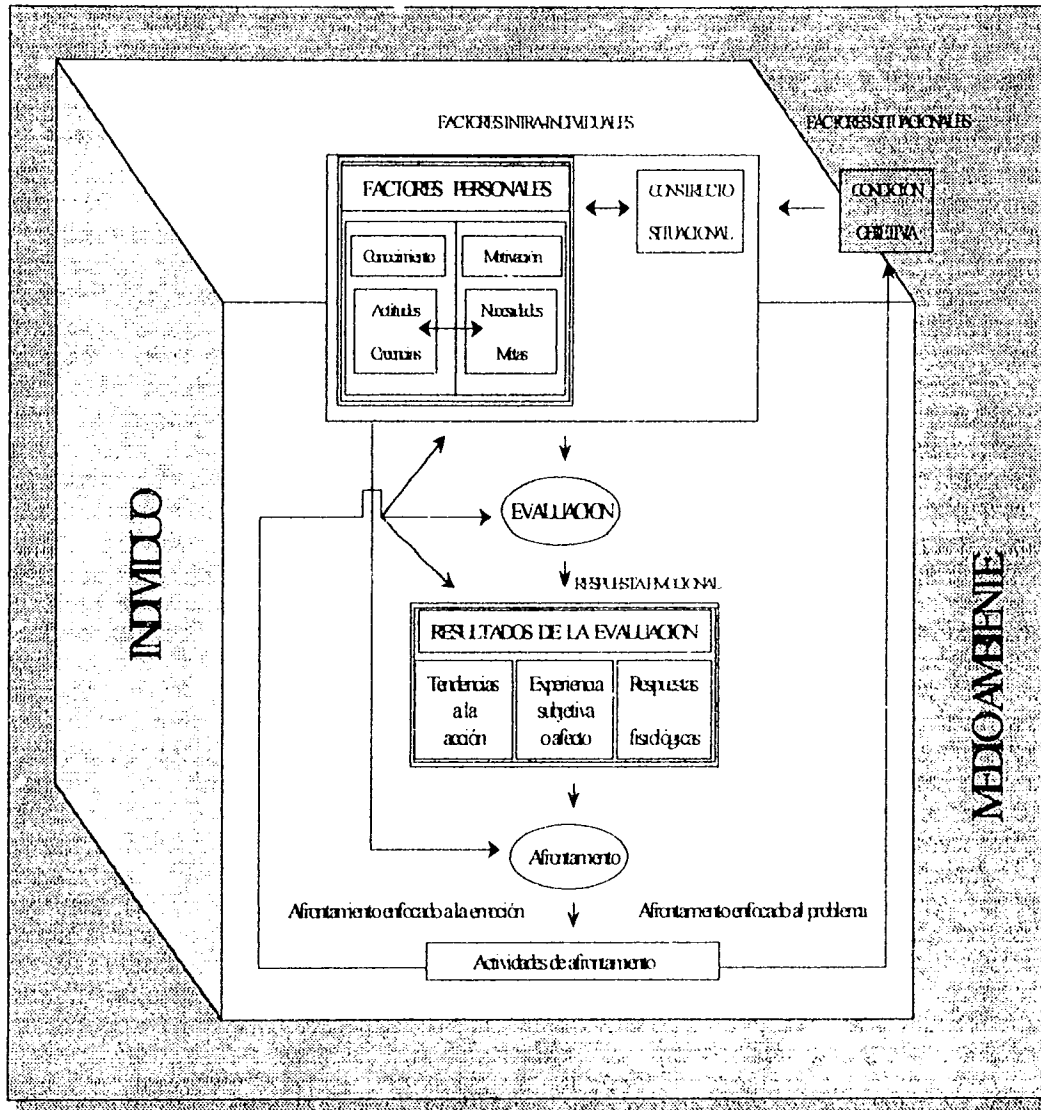 FACTORES INTRA-INDIVIDUALES
FACTORES SITUACIONALES
FACTORES PERSONALES
CONSTRUCTO
SITUACIONAL
CONDICION
OBJETIVA
Conocimiento
Motivación
Actitudes
Creencias
Necesidades
Metas
INDIVIDUO
MEDIO AMBIENTE
EVALUACION
RESPUESTA EMOCIONAL
RESULTADOS DE LA EVALUACION
Tendencias
a la
acción
Experiencia
subjetiva
o afecto
Respuestas
fisiológicas
Afrontamiento
Afrontamiento enfocado a la emoción
Afrontamiento enfocado al problema
Actividades de afrontamiento